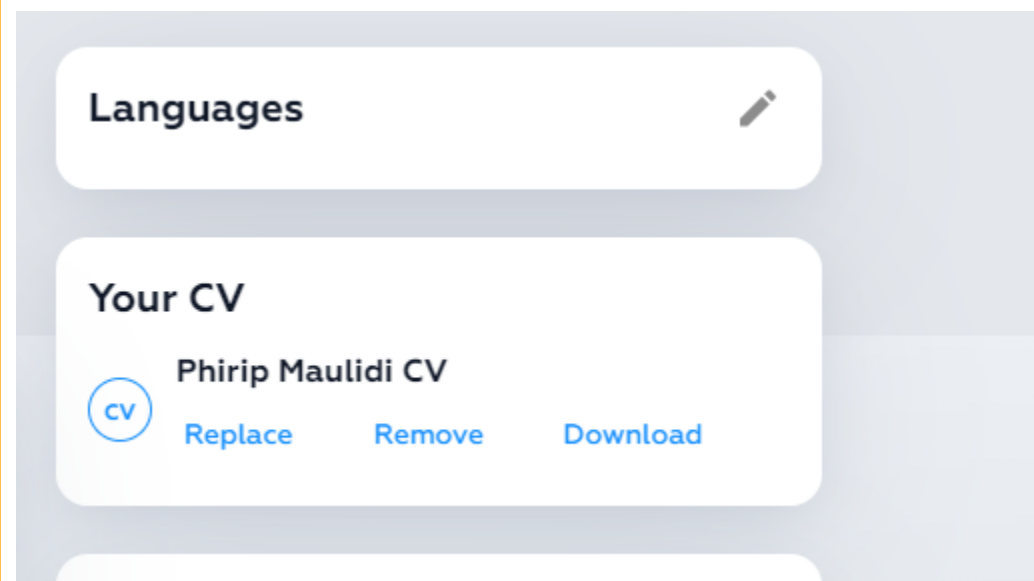 Languages
Your CV
Phirip Maulidi CV
CV
Replace Remove Download